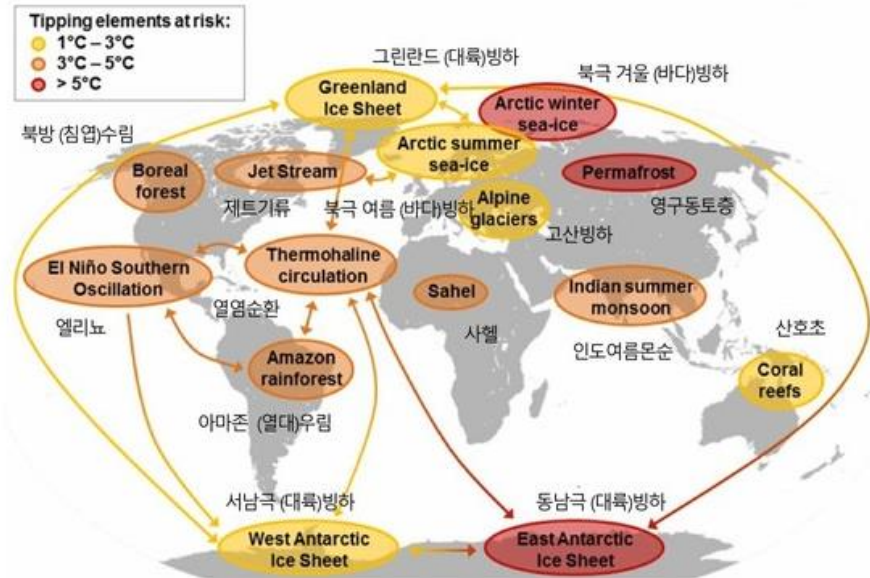 Tipping elements at risk:
1°C – 3°C
3°C – 5°C
> 5°C
그린란드 (대륙)빙하
Greenland
Ice Sheet
북극 겨울 (바다)빙하
Arctic winter
sea-ice
북방 (침엽)수림
Boreal
forest
Jet Stream
제트기류
Arctic summer
sea-ice
북극 여름 (바다)빙하
Alpine
glaciers
고산빙하
Permafrost
영구동토층
El Niño Southern
Oscillation
엘리뇨
Thermohaline
circulation
열염순환
Sahel
사헬
Indian summer
monsoon
인도여름몬순
산호초
Coral
reefs
Amazon
rainforest
아마존 (열대)우림
서남극 (대륙)빙하
West Antarctic
Ice Sheet
동남극 (대륙)빙하
East Antarctic
Ice Sheet